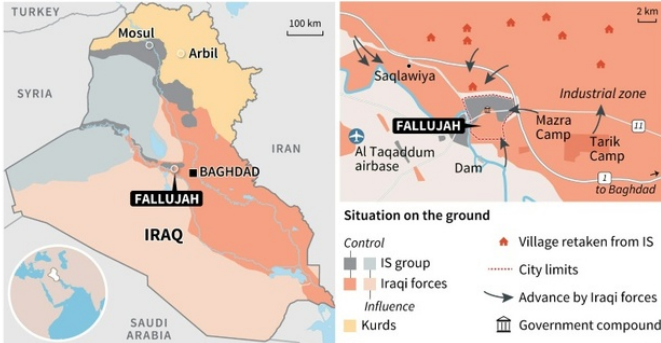 TURKEY
100 km
Mosul
Arbil
SYRIA
IRAN
BAGHDAD
FALLUJAH
IRAQ
SAUDI
ARABIA
2 km
Saqlawiya
Industrial zone
FALLUJAH
Mazra
Camp
11
Al Taqaddum
airbase
Tarik
Camp
Dam
1
to Baghdad
Situation on the ground
Control
IS group
Iraqi forces
Influence
Kurds
Village retaken from IS
City limits
Advance by Iraqi forces
Government compound